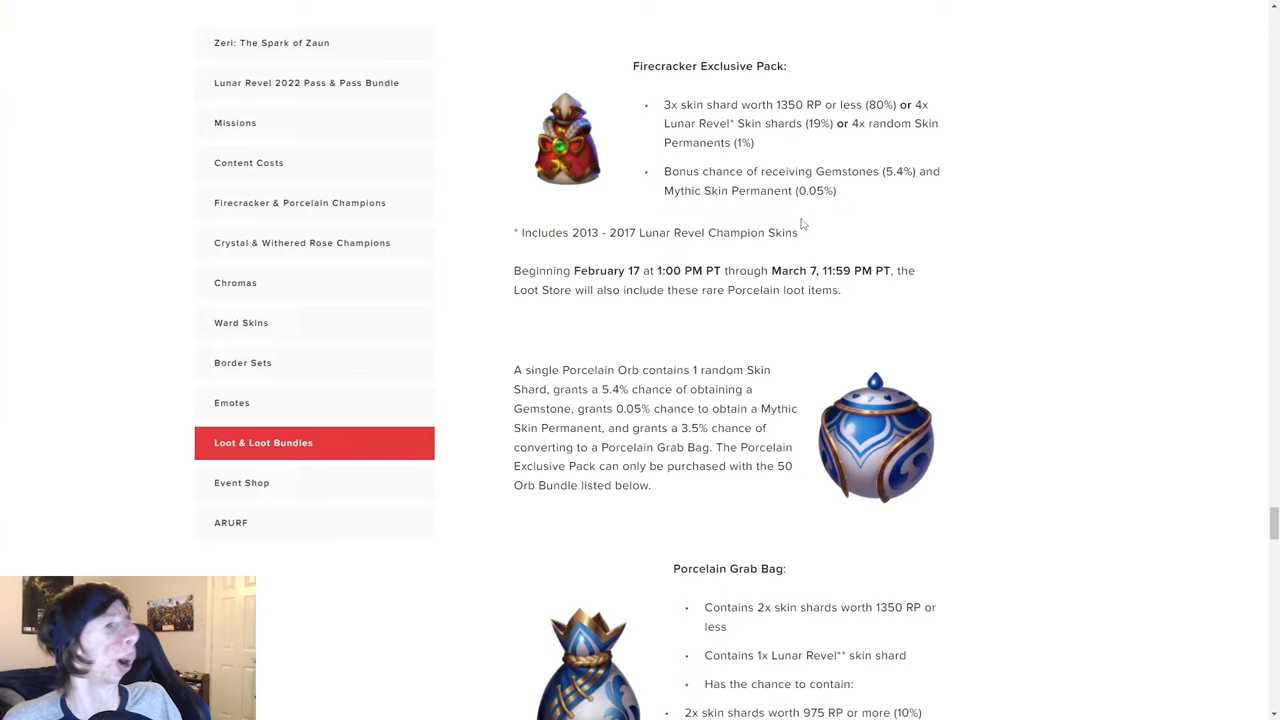 Zeri: The Spark of Zaun
Lunar Revel 2022 Pass & Pass Bundle
Missions
Content Costs
Firecracker & Porcelain Champions
Crystal & Withered Rose Champions
Chromas
Ward Skins
Border Sets
Emotes
Loot & Loot Bundles
Event Shop
ARURF
Firecracker Exclusive Pack:
• 3x skin shard worth 1350 RP or less (80%) or 4x
Lunar Revel* Skin shards (19%) or 4x random Skin
Permanents (1%)
• Bonus chance of receiving Gemstones (5.4%) and
Mythic Skin Permanent (0.05%)
* Includes 2013 - 2017 Lunar Revel Champion Skins
Beginning February 17 at 1:00 PM PT through March 7, 11:59 PM PT, the
Loot Store will also include these rare Porcelain loot items.
A single Porcelain Orb contains 1 random Skin
Shard, grants a 5.4% chance of obtaining a
Gemstone, grants 0.05% chance to obtain a Mythic
Skin Permanent, and grants a 3.5% chance of
converting to a Porcelain Grab Bag. The Porcelain
Exclusive Pack can only be purchased with the 50
Orb Bundle listed below.
Porcelain Grab Bag:
• Contains 2x skin shards worth 1350 RP or
less
• Contains 1x Lunar Revel** skin shard
• Has the chance to contain:
• 2x skin shards worth 975 RP or more (10%)